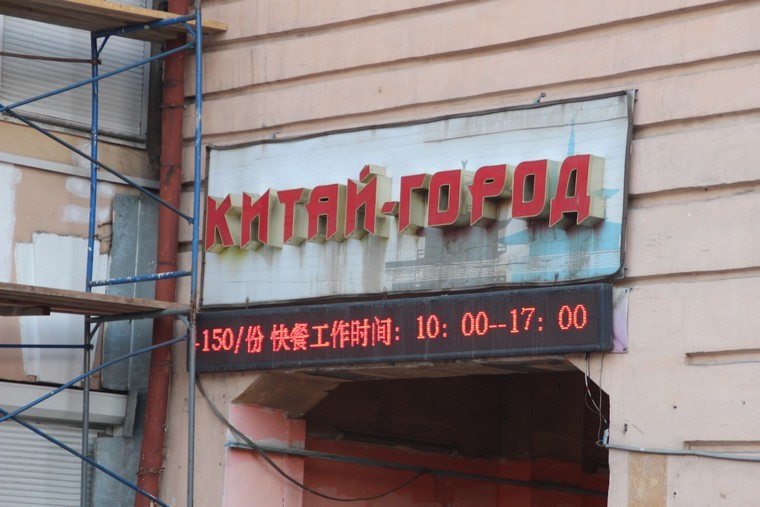 КИТАЙ-ГОРОД
-150/份 快餐工作时间: 10: 00--17: 00